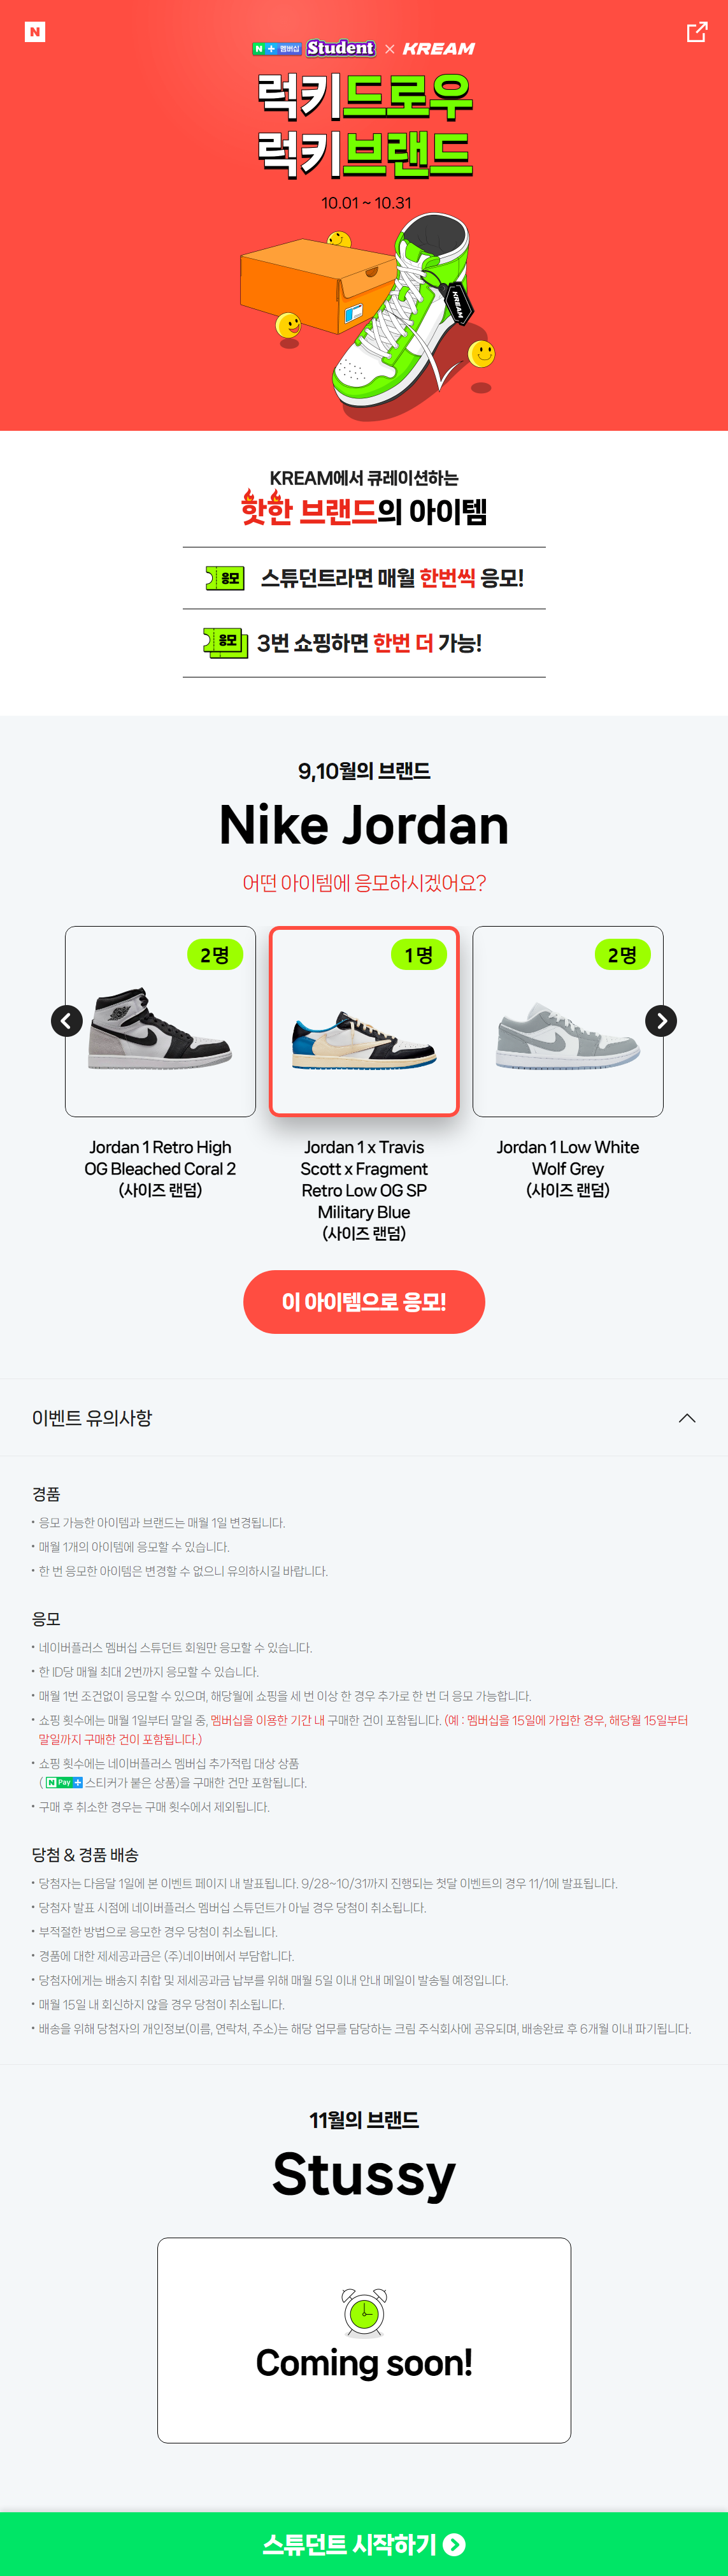 N
N + 멤버십 Student × KREAM
럭키드로우
럭키브랜드
10.01 ~ 10.31
KREAM
KREAM에서 큐레이션하는
핫한 브랜드의 아이템
응모 스튜던트라면 매월 한번씩 응모!
응모 3번 쇼핑하면 한번 더 가능!
9,10월의 브랜드
Nike Jordan
어떤 아이템에 응모하시겠어요?
2명
1명
2명
Jordan 1 Retro High
OG Bleached Coral 2
(사이즈 랜덤)
Jordan 1 x Travis
Scott x Fragment
Retro Low OG SP
Military Blue
(사이즈 랜덤)
Jordan 1 Low White
Wolf Grey
(사이즈 랜덤)
이 아이템으로 응모!
이벤트 유의사항
경품
• 응모 가능한 아이템과 브랜드는 매월 1일 변경됩니다.
• 매월 1개의 아이템에 응모할 수 있습니다.
• 한 번 응모한 아이템은 변경할 수 없으니 유의하시길 바랍니다.
응모
• 네이버플러스 멤버십 스튜던트 회원만 응모할 수 있습니다.
• 한 ID당 매월 최대 2번까지 응모할 수 있습니다.
• 매월 1번 조건없이 응모할 수 있으며, 해당월에 쇼핑을 세 번 이상 한 경우 추가로 한 번 더 응모 가능합니다.
• 쇼핑 횟수에는 매월 1일부터 말일 중, 멤버십을 이용한 기간 내 구매한 건이 포함됩니다. (예 : 멤버십을 15일에 가입한 경우, 해당월 15일부터
말일까지 구매한 건이 포함됩니다.)
• 쇼핑 횟수에는 네이버플러스 멤버십 추가적립 대상 상품
( N Pay + 스티커가 붙은 상품)을 구매한 건만 포함됩니다.
• 구매 후 취소한 경우는 구매 횟수에서 제외됩니다.
당첨 & 경품 배송
• 당첨자는 다음달 1일에 본 이벤트 페이지 내 발표됩니다. 9/28~10/31까지 진행되는 첫달 이벤트의 경우 11/1에 발표됩니다.
• 당첨자 발표 시점에 네이버플러스 멤버십 스튜던트가 아닐 경우 당첨이 취소됩니다.
• 부적절한 방법으로 응모한 경우 당첨이 취소됩니다.
• 경품에 대한 제세공과금은 (주)네이버에서 부담합니다.
• 당첨자에게는 배송지 취합 및 제세공과금 납부를 위해 매월 5일 이내 안내 메일이 발송될 예정입니다.
• 매월 15일 내 회신하지 않을 경우 당첨이 취소됩니다.
• 배송을 위해 당첨자의 개인정보(이름, 연락처, 주소)는 해당 업무를 담당하는 크림 주식회사에 공유되며, 배송완료 후 6개월 이내 파기됩니다.
11월의 브랜드
Stussy
Coming soon!
스튜던트 시작하기